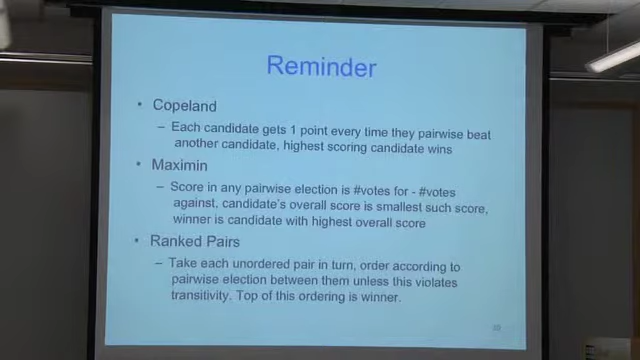 Reminder
• Copeland
– Each candidate gets 1 point every time they pairwise beat
another candidate, highest scoring candidate wins
• Maximin
– Score in any pairwise election is #votes for - #votes
against, candidate's overall score is smallest such score,
winner is candidate with highest overall score
• Ranked Pairs
– Take each unordered pair in turn, order according to
pairwise election between them unless this violates
transitivity. Top of this ordering is winner.